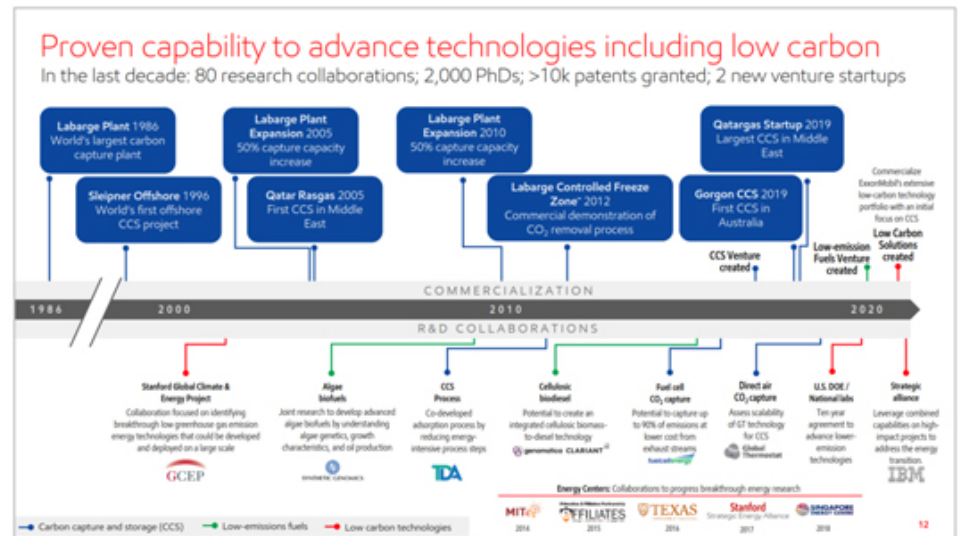 Proven capability to advance technologies including low carbon
In the last decade: 80 research collaborations; 2,000 PhDs; >10k patents granted; 2 new venture startups
Labarge Plant 1986
World's largest carbon
capture plant
Labarge Plant
Expansion 2005
50% capture capacity
increase
Labarge Plant
Expansion 2010
50% capture capacity
increase
Qatargas Startup 2019
Largest CCS in Middle
East
Sleipner Offshore 1996
World's first offshore
CCS project
Qatar Rasgas 2005
First CCS in Middle
East
Labarge Controlled Freeze
Zone™ 2012
Commercial demonstration of
CO₂ removal process
Gorgon CCS 2019
First CCS in
Australia
Commercialize
ExxonMobil's extensive
low-carbon technology
portfolio with an initial
focus on CCS
CCS Venture
created
Low-emission
Fuels Venture
created
Low Carbon
Solutions
created
COMMERCIALIZATION
1986
2000
2010
2020
R&D COLLABORATIONS
Stanford Global Climate &
Energy Project
Collaboration focused on identifying
breakthrough low greenhouse gas emission
energy technologies that could be developed
and deployed on a large scale
GCEP
Algae
biofuels
Joint research to develop advanced
algae biofuels by understanding
algae genetics, growth
characteristics, and oil production
SYNTHETIC GENOMICS
CCS
Process
Co-developed
adsorption process by
reducing energy-
intensive process steps
TDA
Cellulosic
biodiesel
Potential to create an
integrated cellulosic biomass-
to-diesel technology
genomatica CLARIANT
Fuel cell
CO₂ capture
Potential to capture up
to 90% of emissions at
lower cost from
exhaust streams
fuelcellenergy
Direct air
CO₂ capture
Assess scalability
of GT technology
for CCS
Global
Thermostat
U.S. DOE /
National labs
Ten year
agreement to
advance lower-
emission
technologies
Strategic
alliance
Leverage combined
capabilities on high-
impact projects to
address the energy
transition
IBM
Energy Centers: Collaborations to progress breakthrough energy research
MITei
2014
AFFILIATES
2015
TEXAS
2016
Stanford
Strategic Energy Alliance
2017
SINGAPORE
ENERGY CENTRE
2018
Carbon capture and storage (CCS)
Low-emissions fuels
Low carbon technologies
12